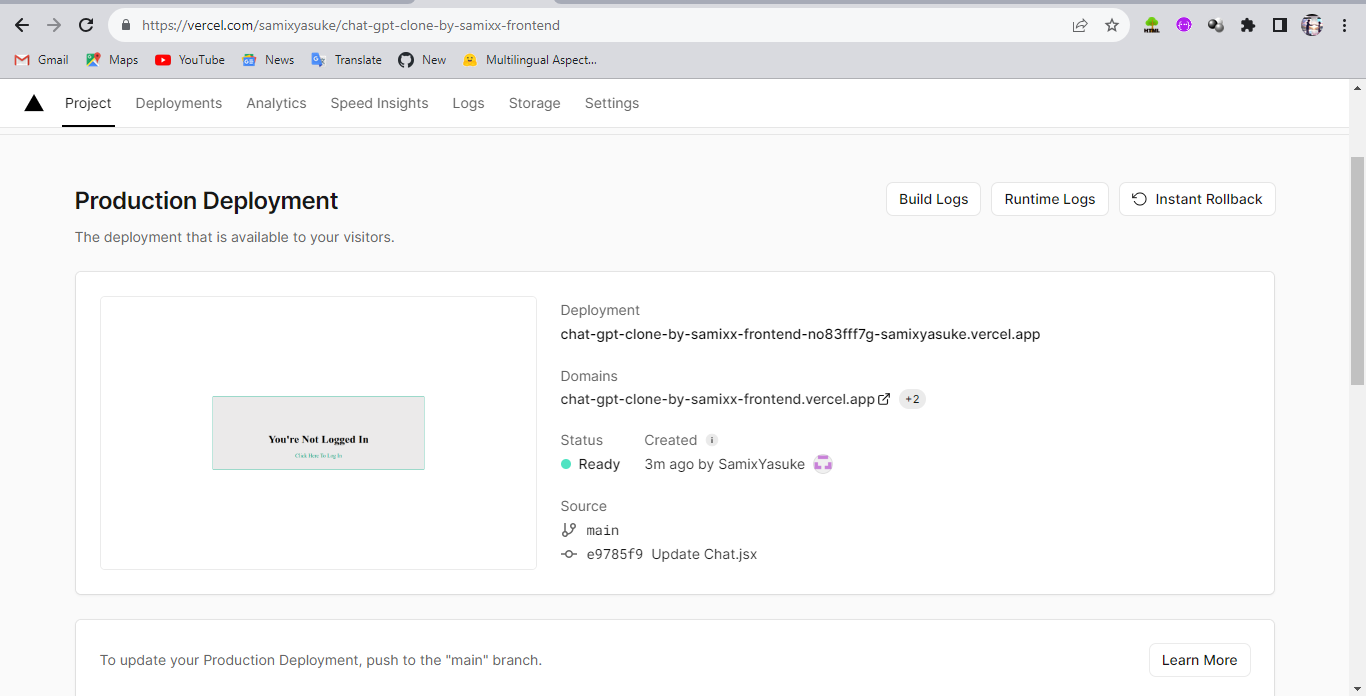 https://vercel.com/samixyasuke/chat-gpt-clone-by-samixx-frontend
HTML
Gmail Maps YouTube News Translate New Multilingual Aspect...
Project Deployments Analytics Speed Insights Logs Storage Settings
Production Deployment
Build Logs Runtime Logs Instant Rollback
The deployment that is available to your visitors.
You're Not Logged In
Click Here To Log In
Deployment
chat-gpt-clone-by-samixx-frontend-no83fff7g-samixyasuke.vercel.app
Domains
chat-gpt-clone-by-samixx-frontend.vercel.app +2
Status Created
Ready 3m ago by SamixYasuke
Source
main
e9785f9 Update Chat.jsx
To update your Production Deployment, push to the "main" branch.
Learn More